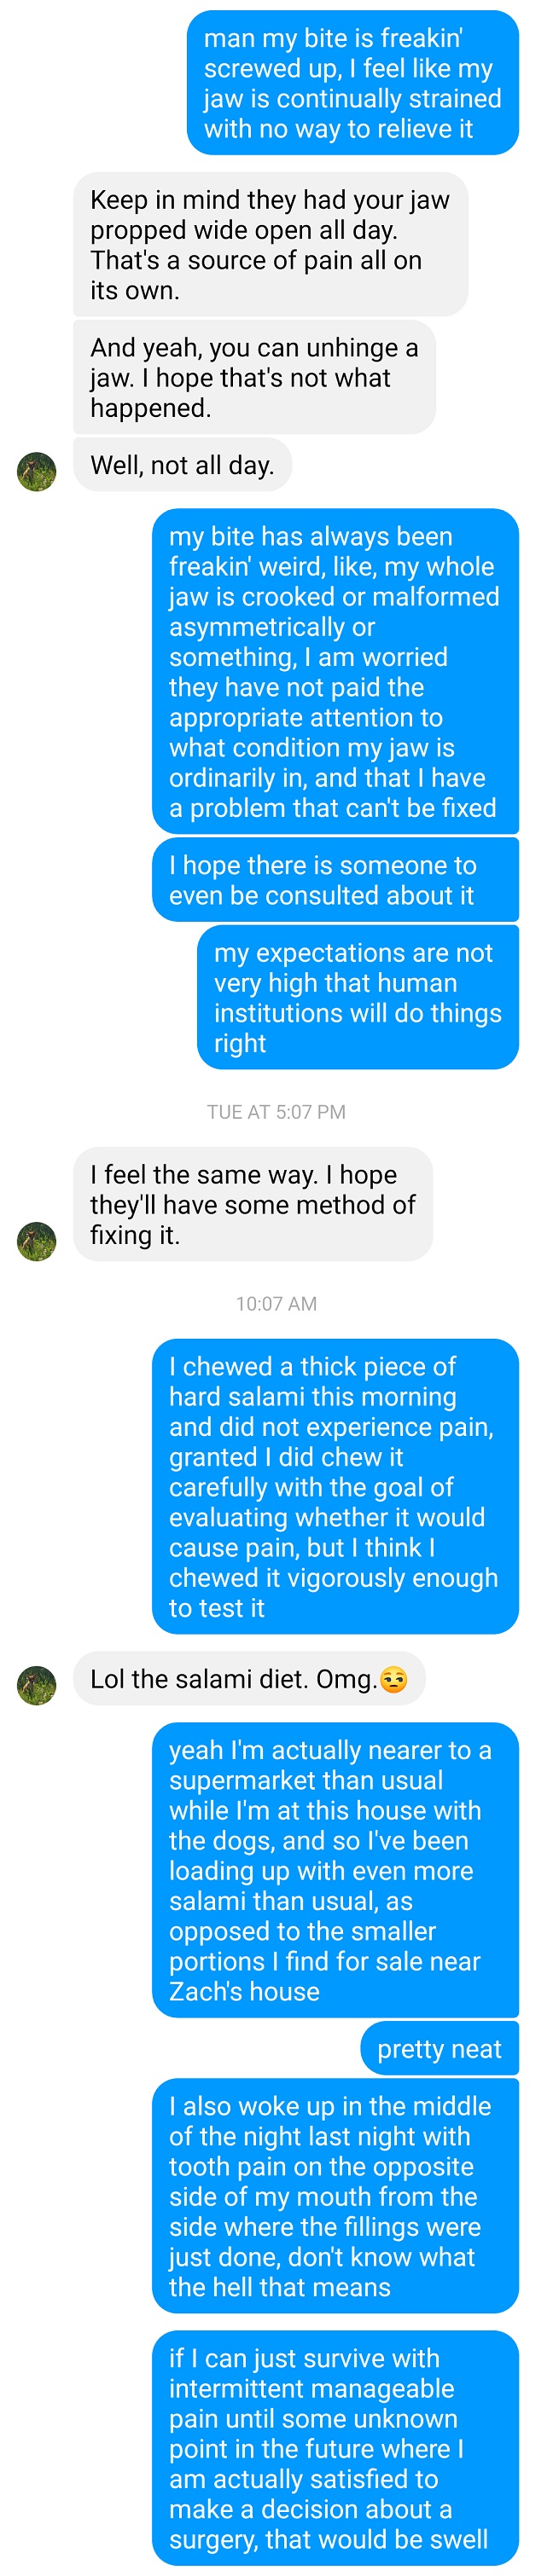 man my bite is freakin'
screwed up, I feel like my
jaw is continually strained
with no way to relieve it
Keep in mind they had your jaw
propped wide open all day.
That's a source of pain all on
its own.
And yeah, you can unhinge a
jaw. I hope that's not what
happened.
Well, not all day.
my bite has always been
freakin' weird, like, my whole
jaw is crooked or malformed
asymmetrically or
something, I am worried
they have not paid the
appropriate attention to
what condition my jaw is
ordinarily in, and that I have
a problem that can't be fixed
I hope there is someone to
even be consulted about it
my expectations are not
very high that human
institutions will do things
right
TUE AT 5:07 PM
I feel the same way. I hope
they'll have some method of
fixing it.
10:07 AM
I chewed a thick piece of
hard salami this morning
and did not experience pain,
granted I did chew it
carefully with the goal of
evaluating whether it would
cause pain, but I think I
chewed it vigorously enough
to test it
Lol the salami diet. Omg.😒
yeah I'm actually nearer to a
supermarket than usual
while I'm at this house with
the dogs, and so I've been
loading up with even more
salami than usual, as
opposed to the smaller
portions I find for sale near
Zach's house
pretty neat
I also woke up in the middle
of the night last night with
tooth pain on the opposite
side of my mouth from the
side where the fillings were
just done, don't know what
the hell that means
if I can just survive with
intermittent manageable
pain until some unknown
point in the future where I
am actually satisfied to
make a decision about a
surgery, that would be swell